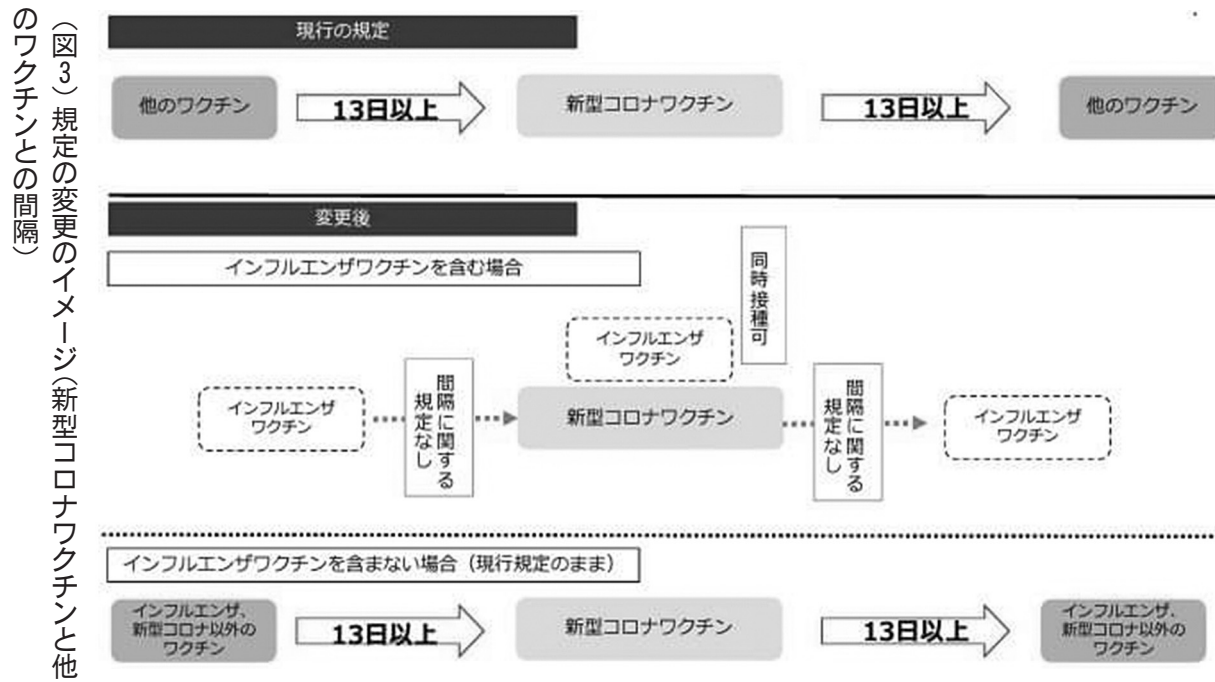 （図3）規定の変更のイメージ（新型コロナワクチンと他
のワクチンとの間隔）
現行の規定
他のワクチン
13日以上
新型コロナワクチン
13日以上
他のワクチン
変更後
インフルエンザワクチンを含む場合
同時接種可
インフルエンザ
ワクチン
インフルエンザ
ワクチン
間隔に関する
規定なし
新型コロナワクチン
間隔に関する
規定なし
インフルエンザ
ワクチン
インフルエンザワクチンを含まない場合（現行規定のまま）
インフルエンザ、
新型コロナ以外の
ワクチン
13日以上
新型コロナワクチン
13日以上
インフルエンザ、
新型コロナ以外の
ワクチン